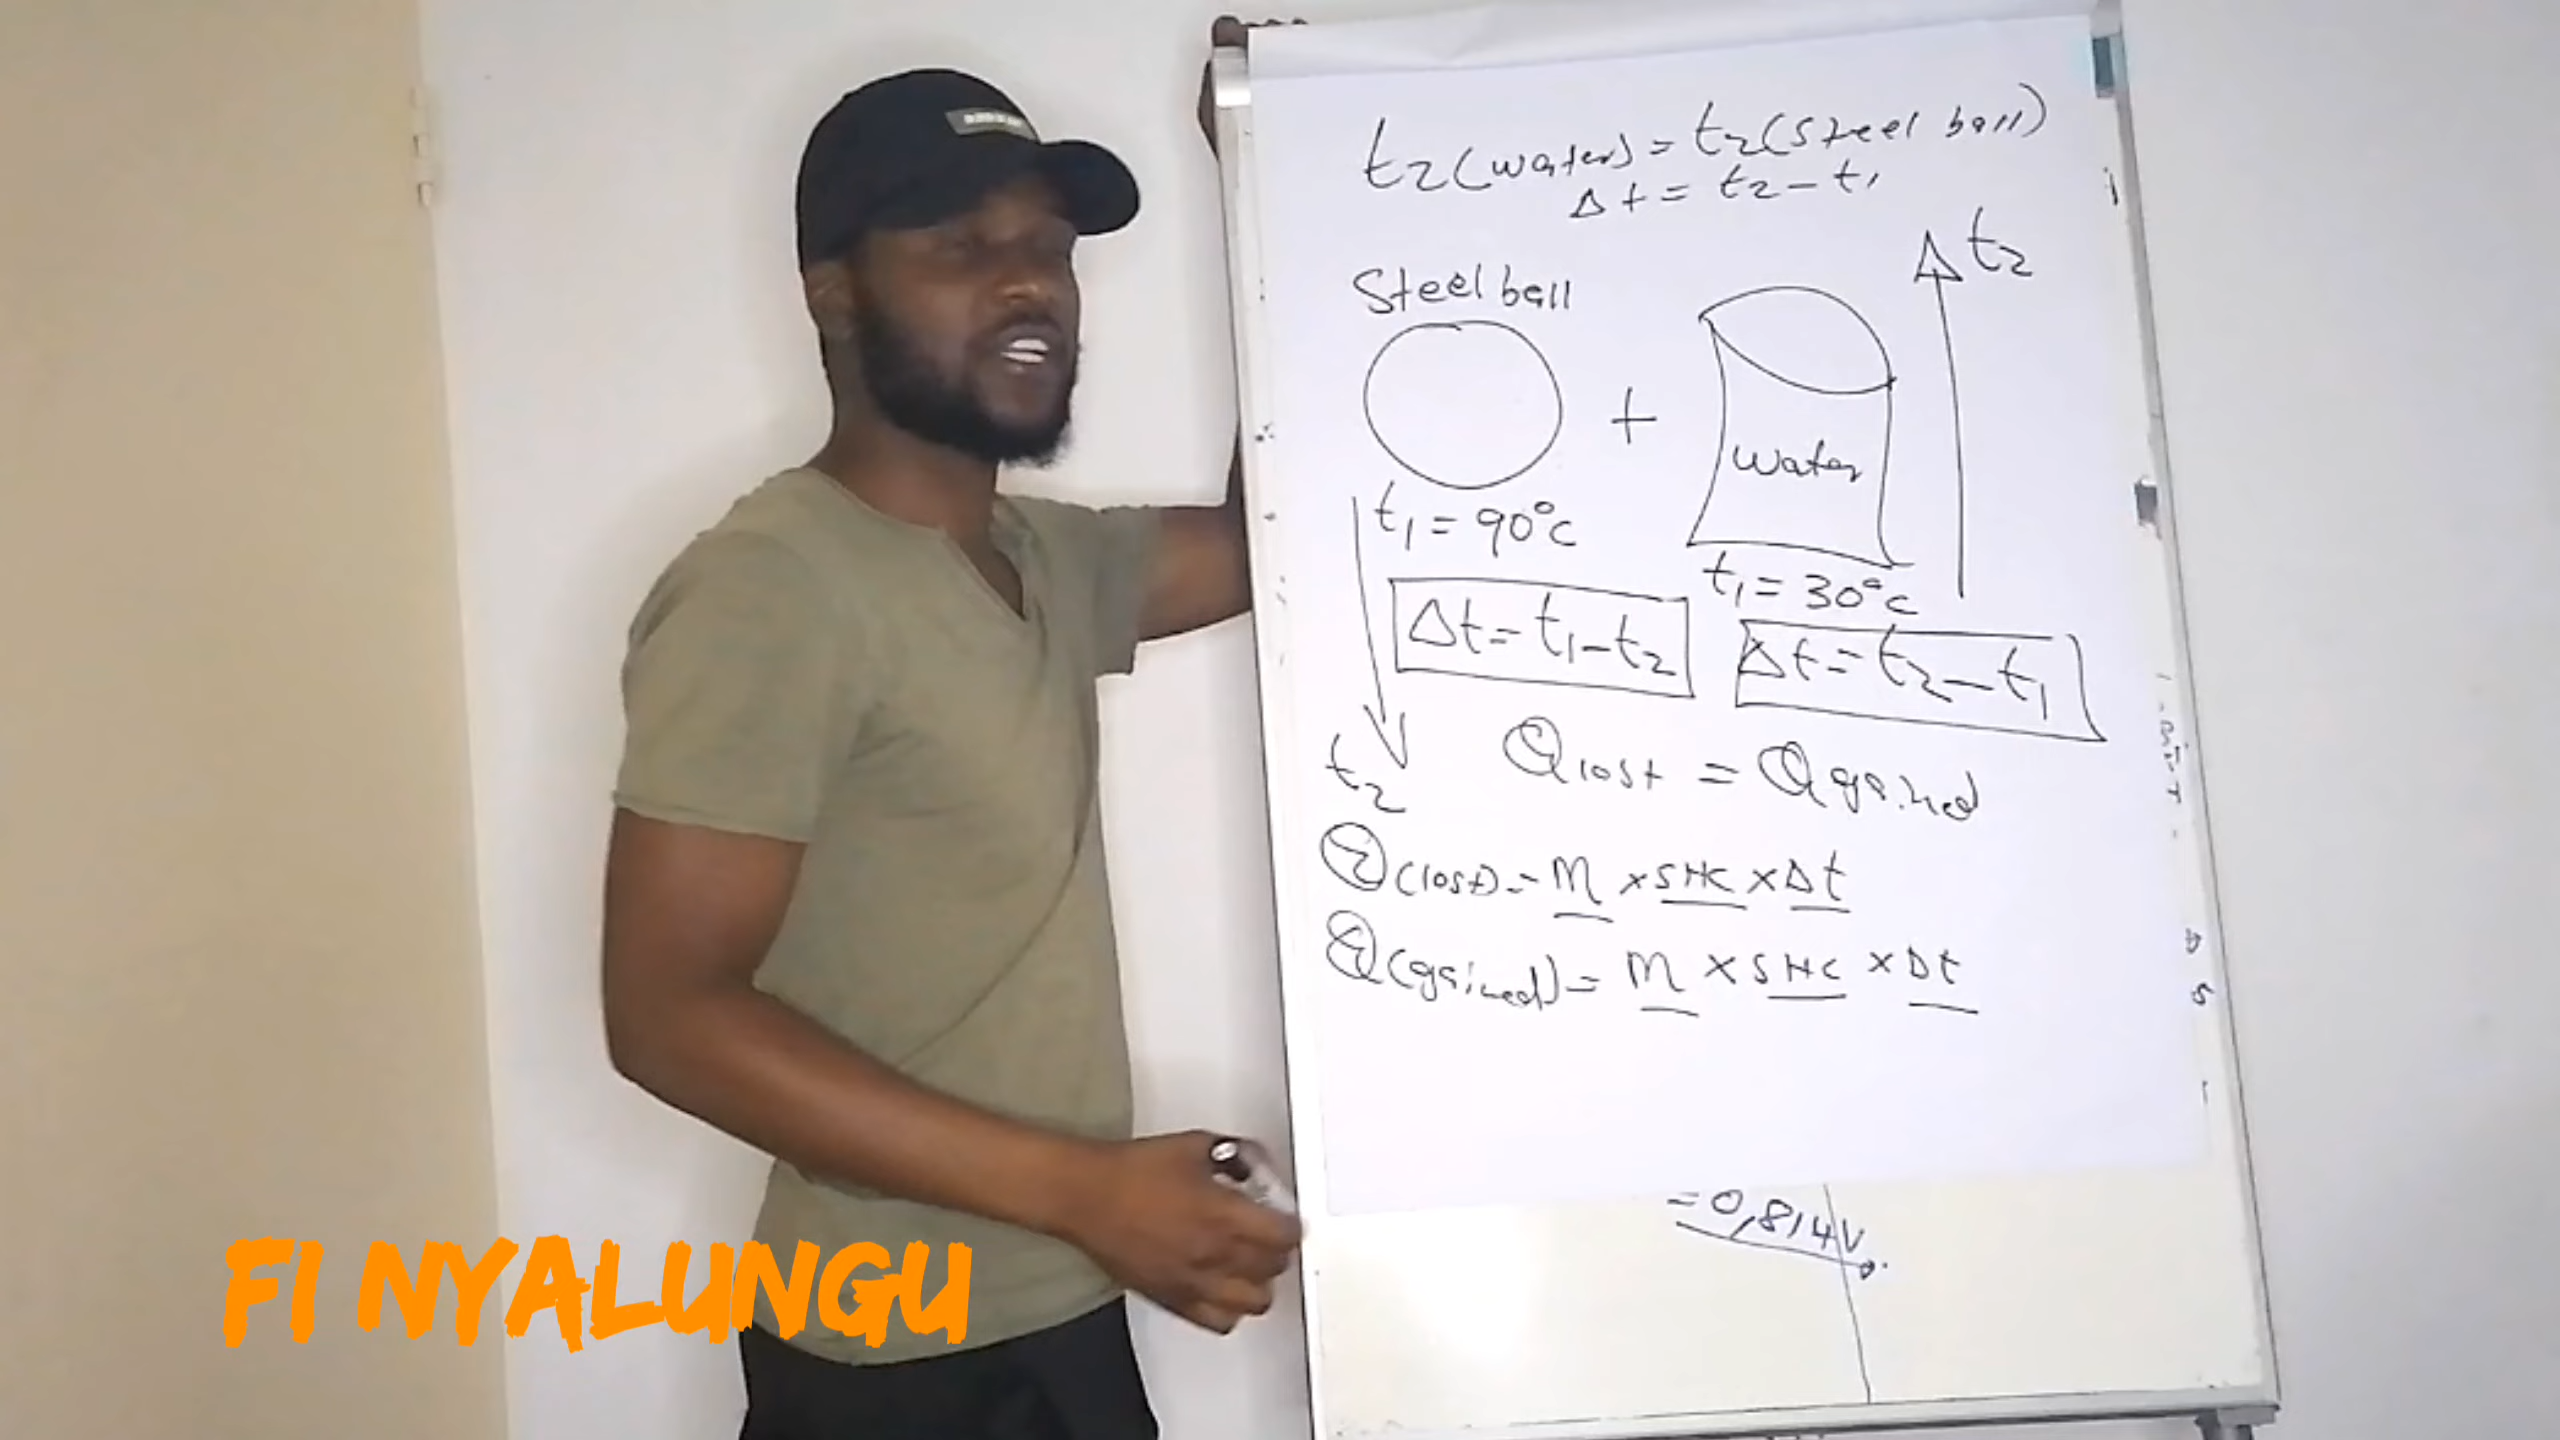 t2(water) = t2(steel ball)
Δt = t2 - t1
Steel ball
t2
+
water
t1 = 90°c
t1 = 30°c
Δt = t1 - t2
Δt = t2 - t1
t2
Qlost = Qgained
Q(lost) = m × SHC × Δt
Q(gained) = m × SHC × Δt
= 0,814V
FI NYALUNGU